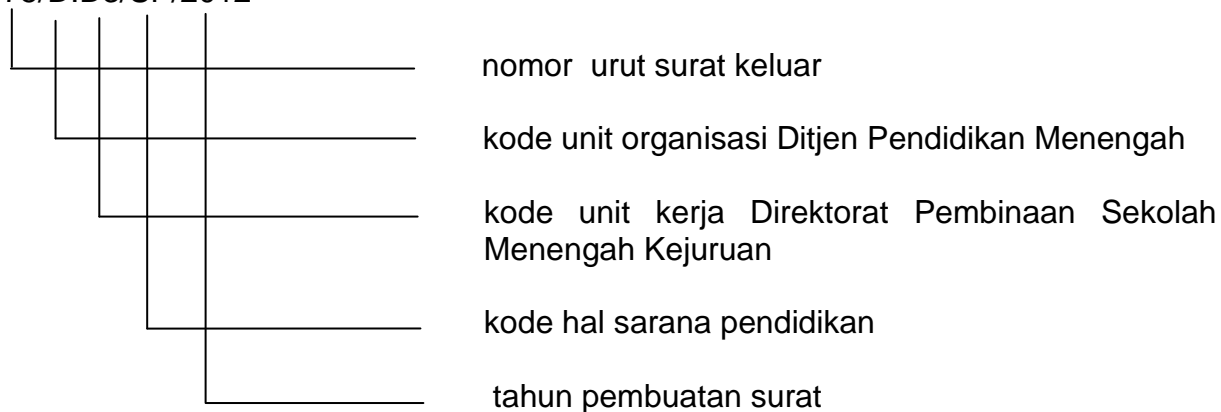 nomor urut surat keluar
kode unit organisasi Ditjen Pendidikan Menengah
kode unit kerja Direktorat Pembinaan Sekolah
Menengah Kejuruan
kode hal sarana pendidikan
tahun pembuatan surat